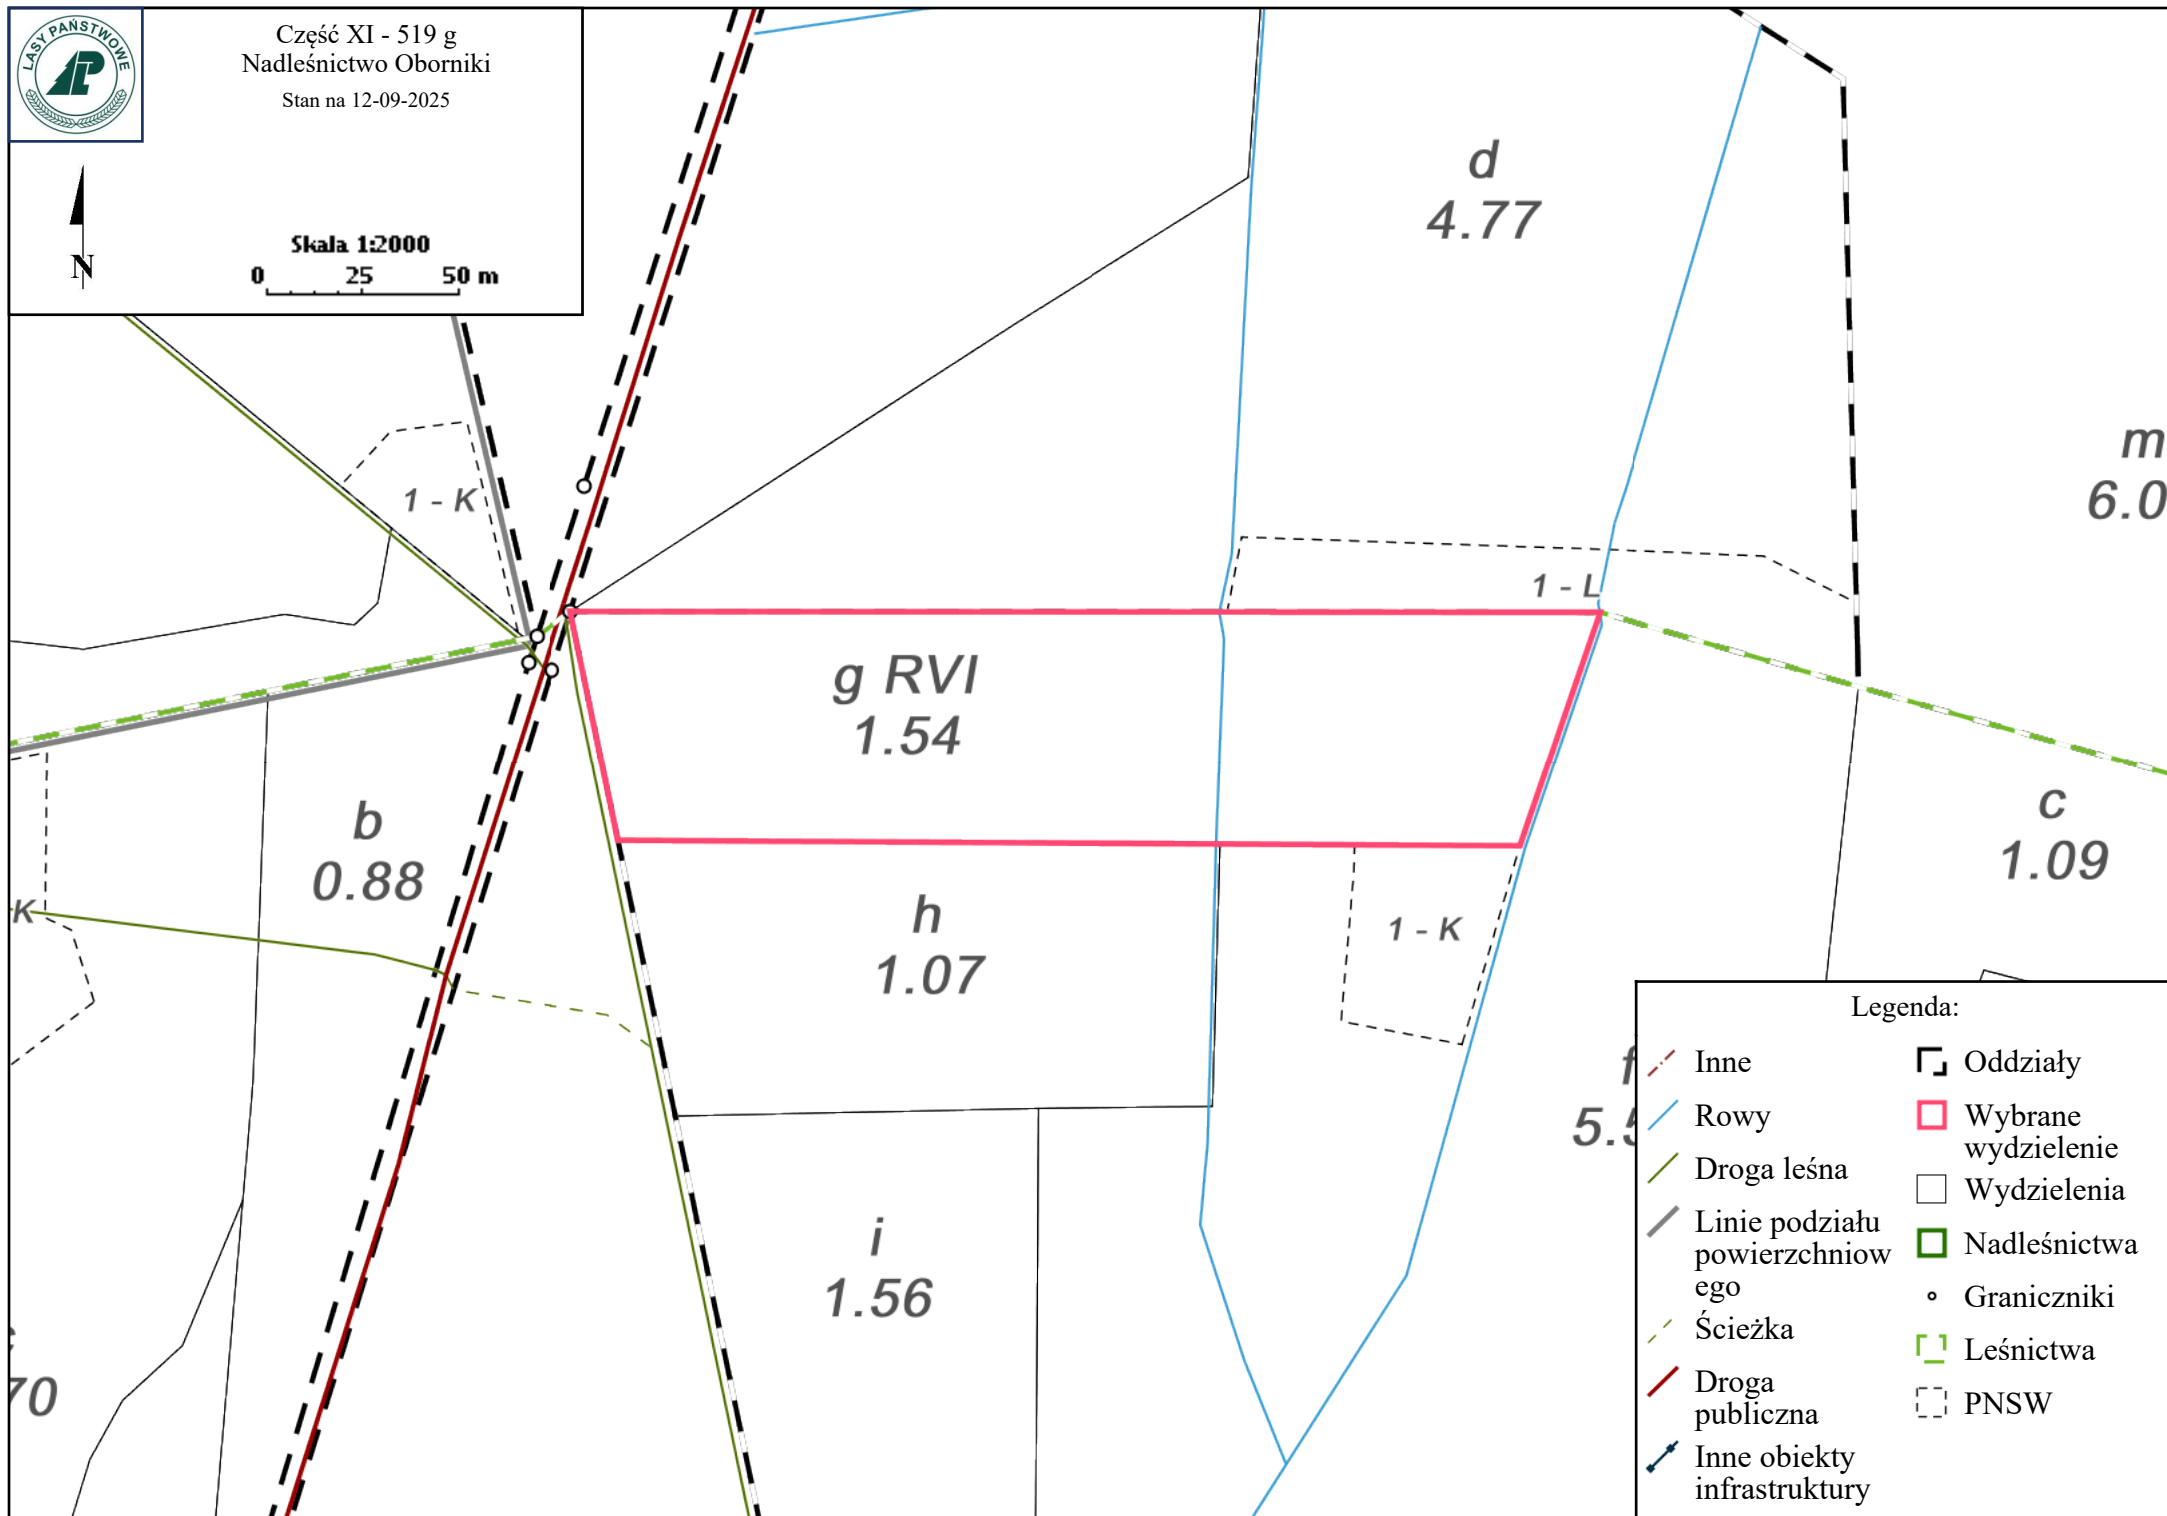 LASY PAŃSTWOWE
Część XI - 519 g
Nadleśnictwo Oborniki
Stan na 12-09-2025
N
Skala 1:2000
0 25 50 m
d
4.77
m
6.0
1 - K
1 - L
g RVI
1.54
b
0.88
c
1.09
K
h
1.07
1 - K
f
5.5
i
1.56
70
Legenda:
Inne
Rowy
Droga leśna
Linie podziału
powierzchniow
ego
Ścieżka
Droga
publiczna
Inne obiekty
infrastruktury
Oddziały
Wybrane
wydzielenie
Wydzielenia
Nadleśnictwa
Graniczniki
Leśnictwa
PNSW